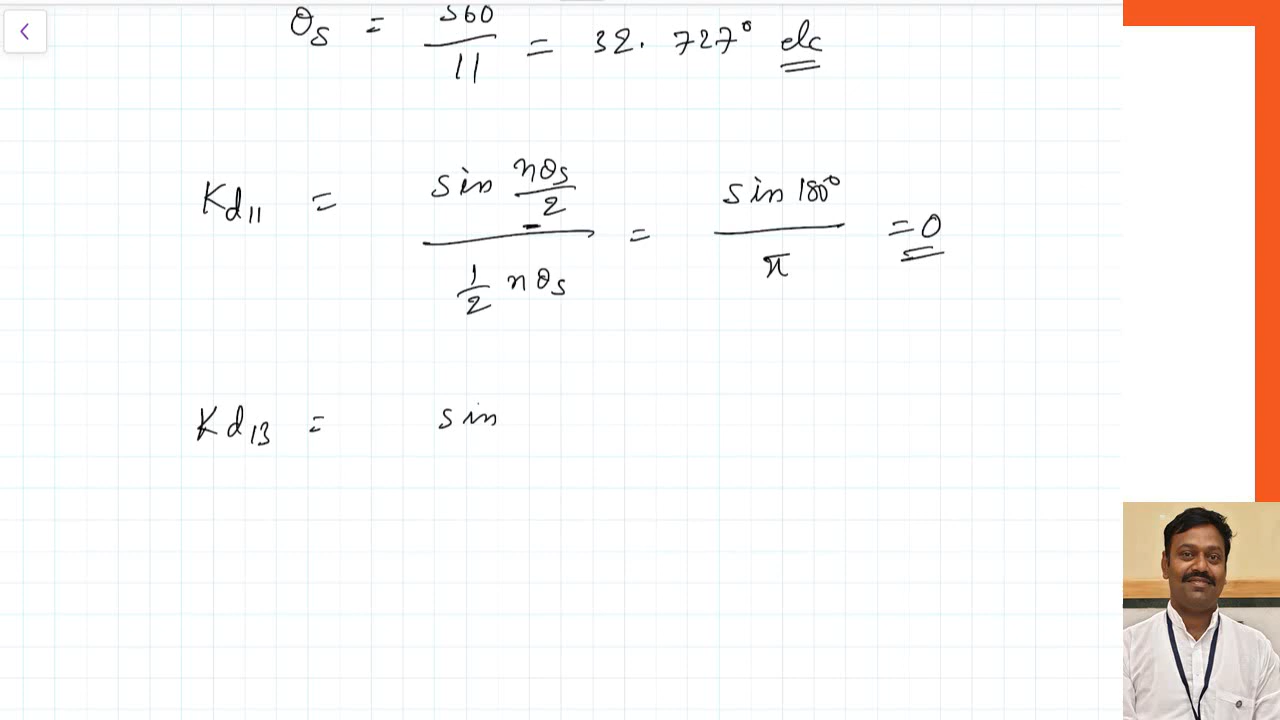 θs = 360/11 = 32.727° elc
Kd11 = (sin nθs/2) / (1/2 nθs) = sin 180° / π = 0
Kd13 = sin